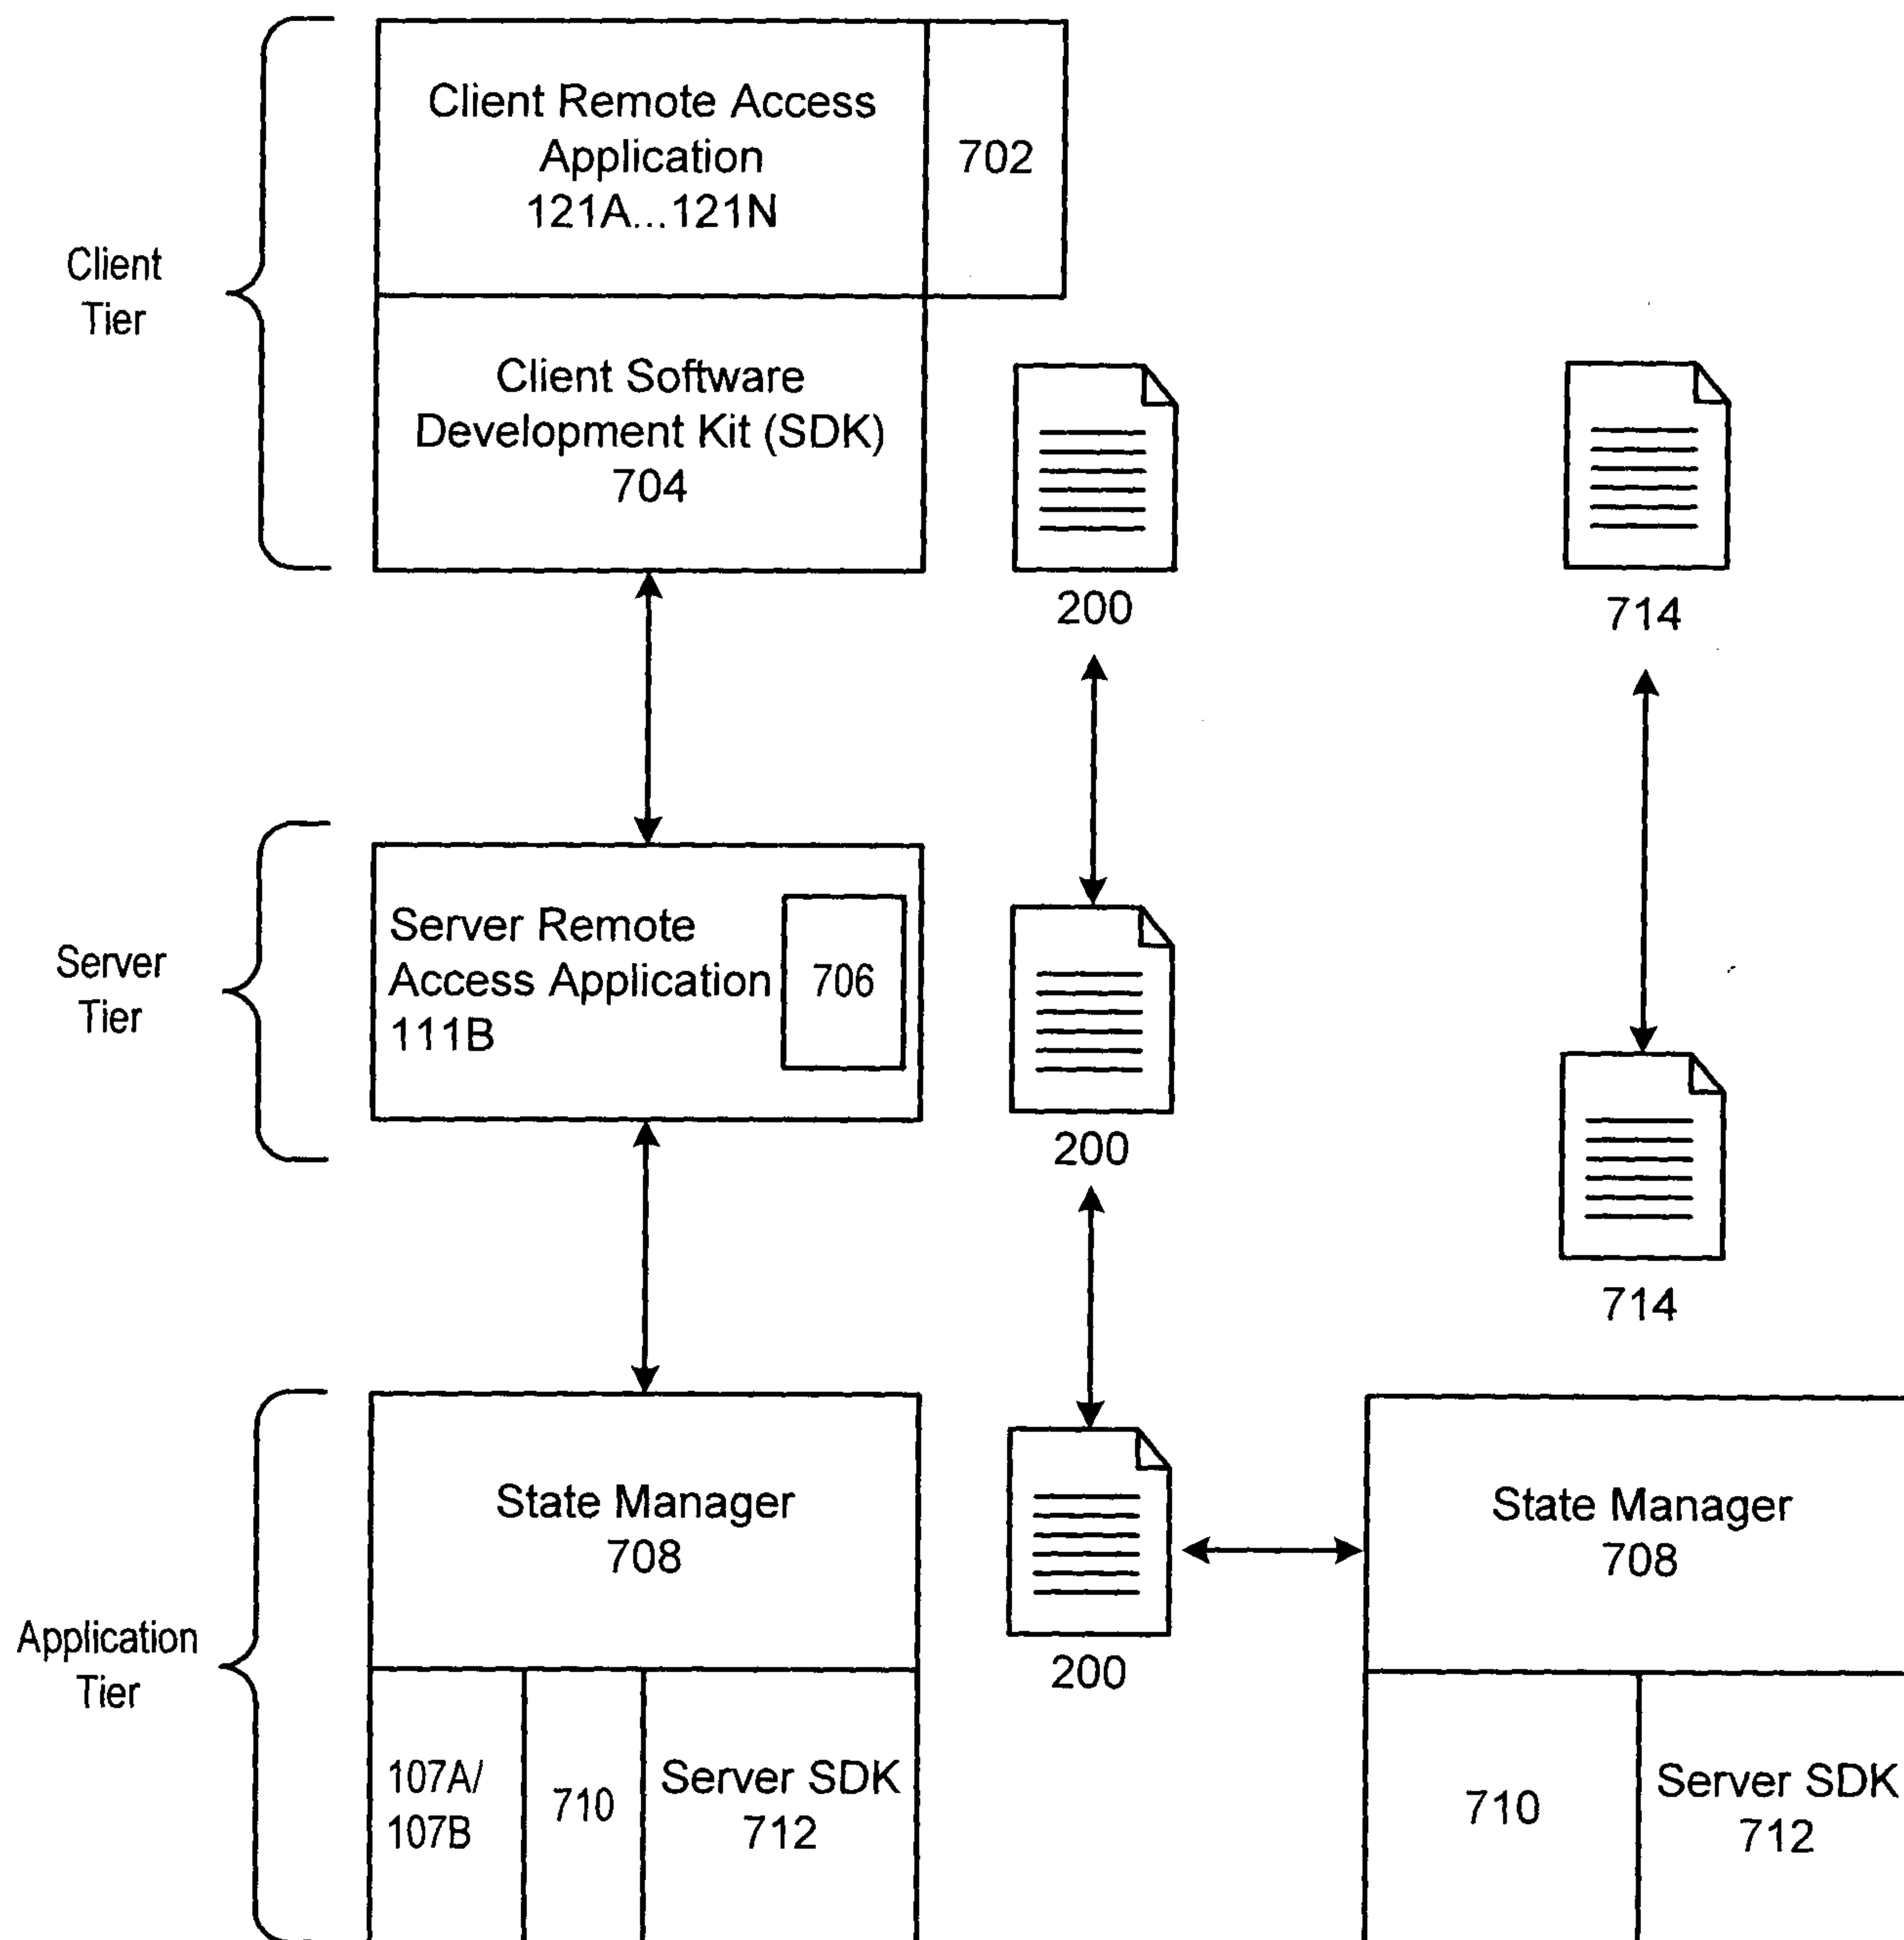 Client Remote Access
Application
121A...121N
702
Client
Tier
Client Software
Development Kit (SDK)
704
200
714
Server Remote
Access Application
111B
706
Server
Tier
200
714
State Manager
708
State Manager
708
Application
Tier
200
107A/
107B
710
Server SDK
712
710
Server SDK
712